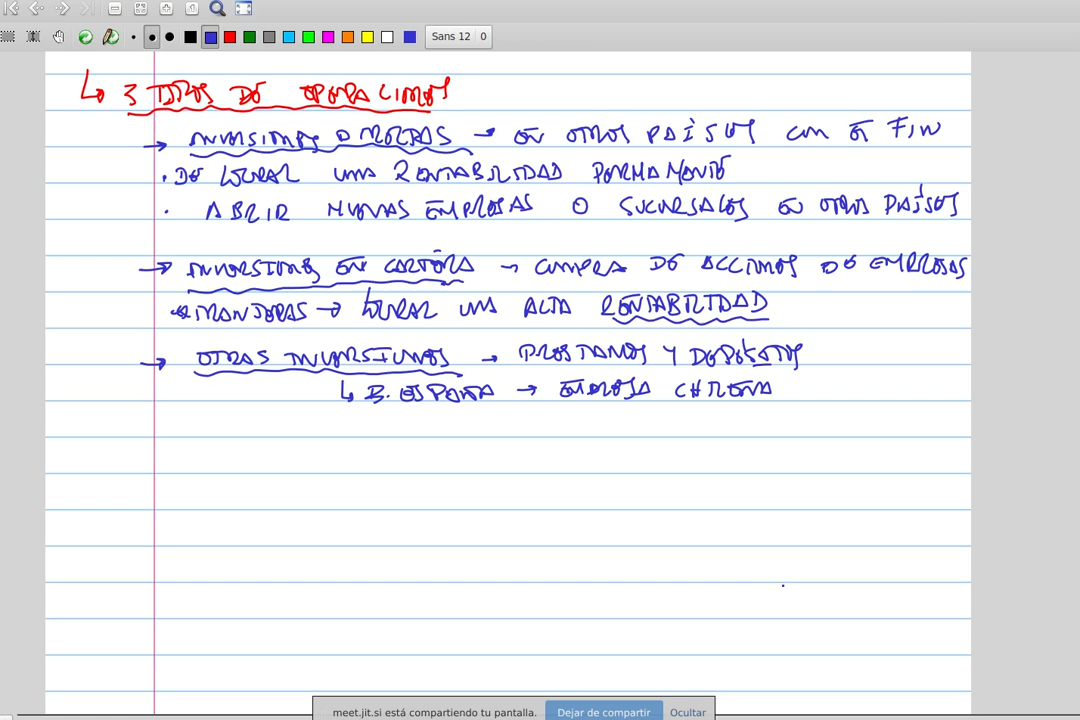 Sans 12 0
↳ 3 TIPOS DE OPERACIONES
→ INVERSIONES DIRECTAS → EN OTROS PAÍSES CON EL FIN
· DE LOGRAR UNA RENTABILIDAD PERMANENTE
· ABRIR NUEVAS EMPRESAS O SUCURSALES EN OTROS PAÍSES
→ INVERSIONES EN CARTERA → COMPRA DE ACCIONES DE EMPRESAS
EXTRANJERAS → LOGRAR UNA ALTA RENTABILIDAD
→ OTRAS INVERSIONES → PRESTAMOS Y DEPÓSITOS
↳ B. ESPAÑA → EMPRESA CHILENA
meet.jit.si está compartiendo tu pantalla. Dejar de compartir Ocultar